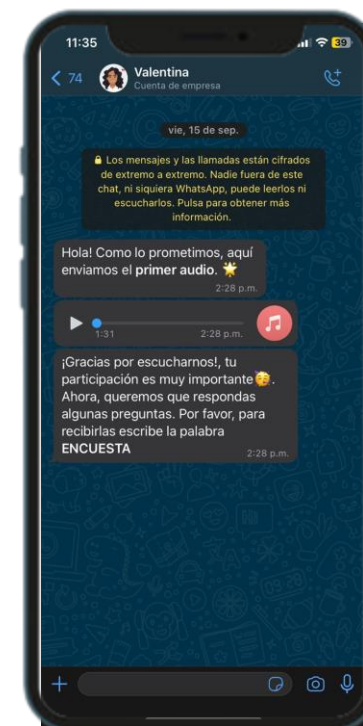 11:35
39
74
Valentina
Cuenta de empresa
vie, 15 de sep.
Los mensajes y las llamadas están cifrados
de extremo a extremo. Nadie fuera de este
chat, ni siquiera WhatsApp, puede leerlos ni
escucharlos. Pulsa para obtener más
información.
Hola! Como lo prometimos, aquí
enviamos el primer audio. 🌟
2:28 p.m.
1:31
2:28 p.m.
¡Gracias por escucharnos!, tu
participación es muy importante🥳.
Ahora, queremos que respondas
algunas preguntas. Por favor, para
recibirlas escribe la palabra
ENCUESTA
2:28 p.m.